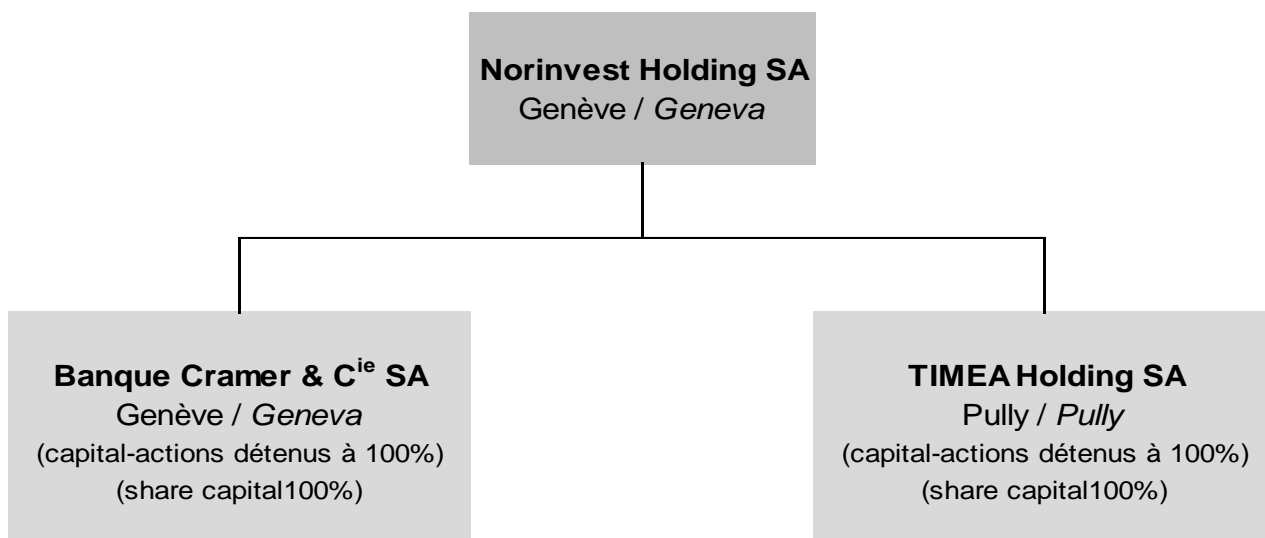 Norinvest Holding SA
Genève / Geneva
Banque Cramer & Cie SA
Genève / Geneva
(capital-actions détenus à 100%)
(share capital100%)
TIMEA Holding SA
Pully / Pully
(capital-actions détenus à 100%)
(share capital100%)